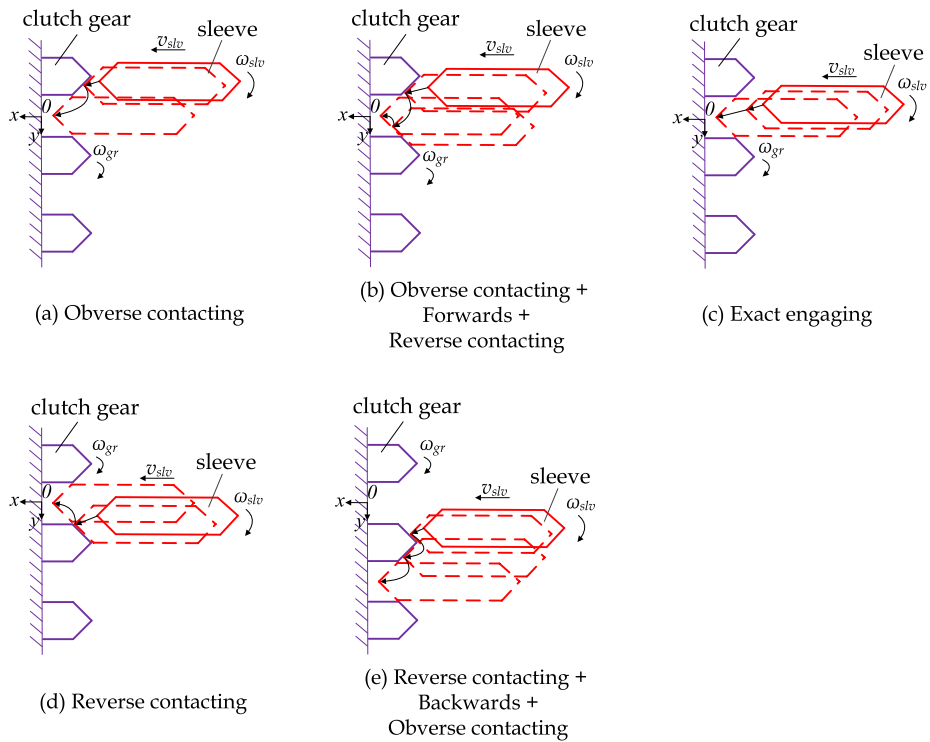 clutch gear
v_slv
sleeve
ω_slv
0
x
y
ω_gr
(a) Obverse contacting
clutch gear
v_slv
sleeve
ω_slv
0
x
y
ω_gr
(b) Obverse contacting +
Forwards +
Reverse contacting
clutch gear
sleeve
v_slv
ω_slv
0
x
y
ω_gr
(c) Exact engaging
clutch gear
ω_gr
v_slv
sleeve
0
ω_slv
x
y
(d) Reverse contacting
clutch gear
ω_gr
v_slv
sleeve
0
ω_slv
x
y
(e) Reverse contacting +
Backwards +
Obverse contacting